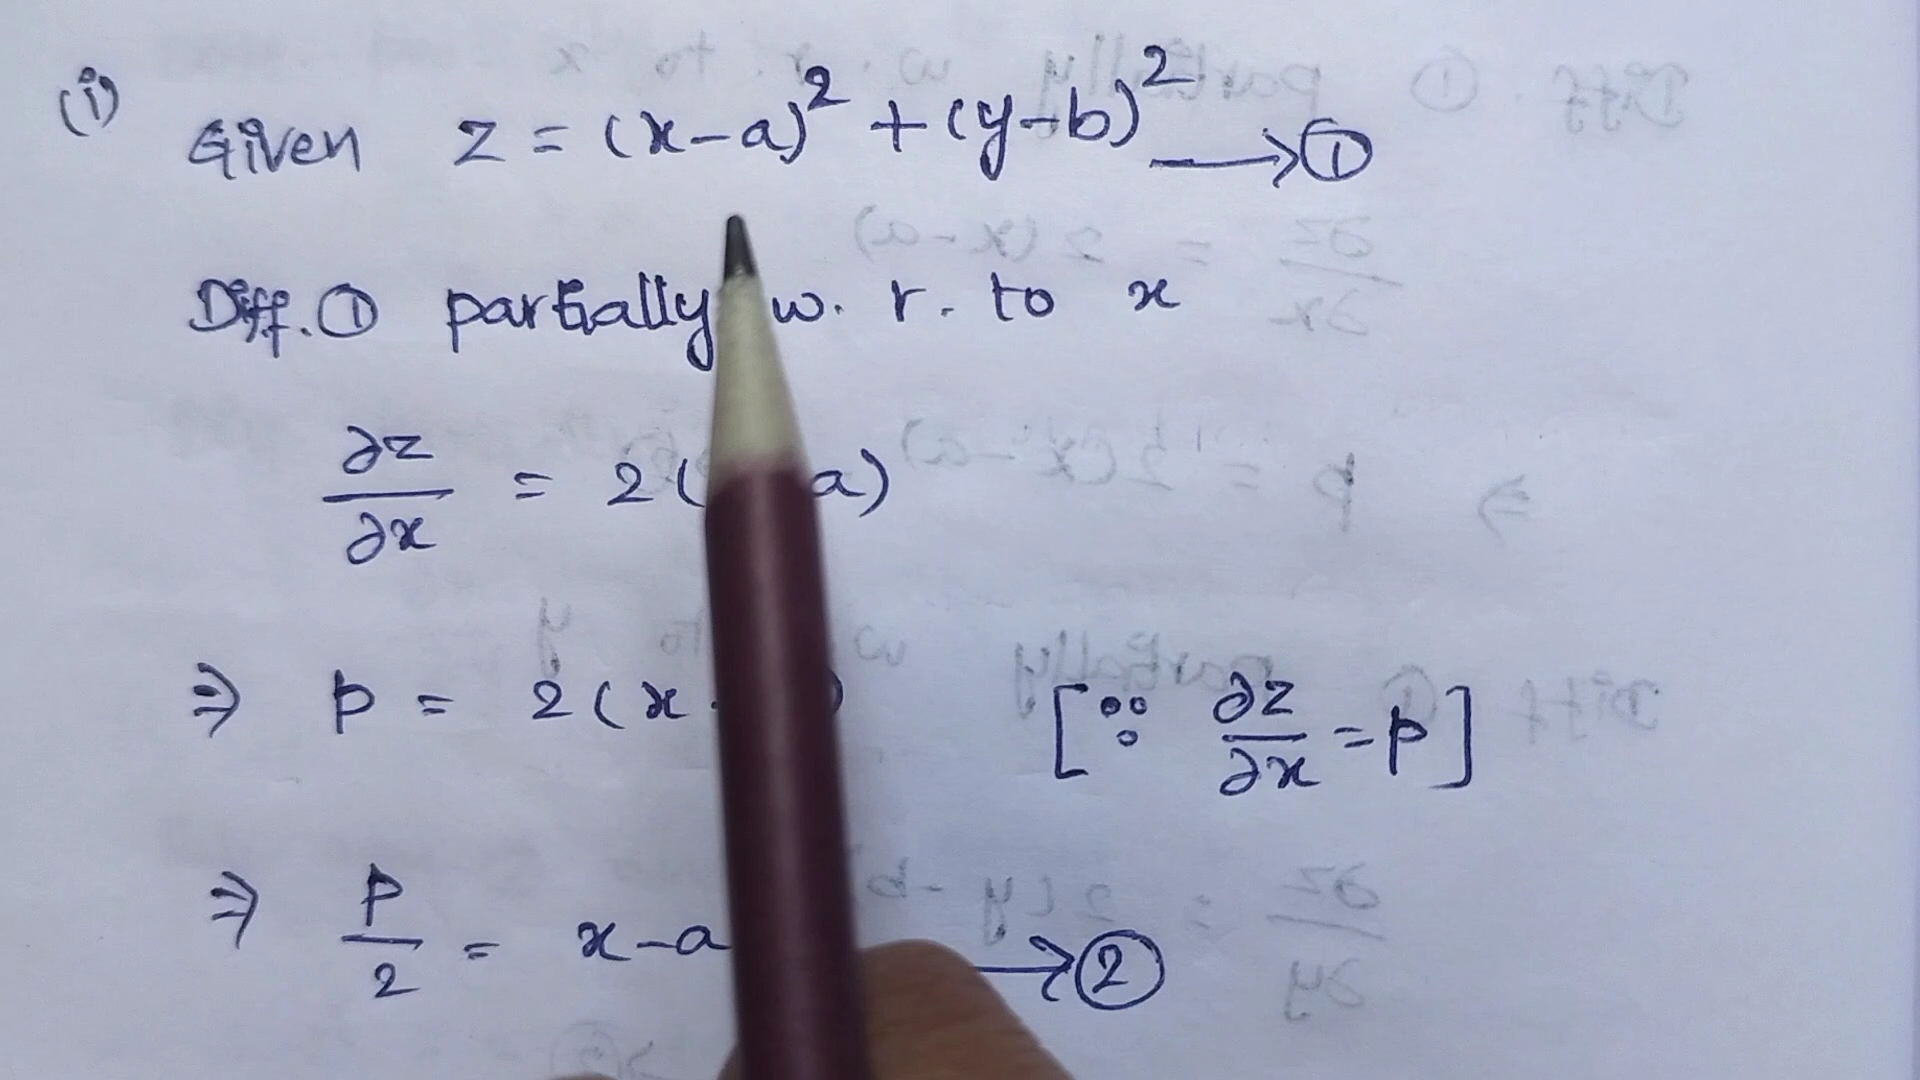 (i) Given z = (x-a)² + (y-b)² → ①
Diff. ① partially w. r. to x
∂z/∂x = 2( a)
⇒ p = 2(x ) [∵ ∂z/∂x = p]
⇒ p/2 = x-a → ②